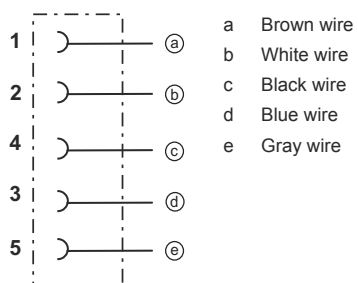 1 ⓐ
2 ⓑ
4 ⓒ
3 ⓓ
5 ⓔ
a Brown wire
b White wire
c Black wire
d Blue wire
e Gray wire